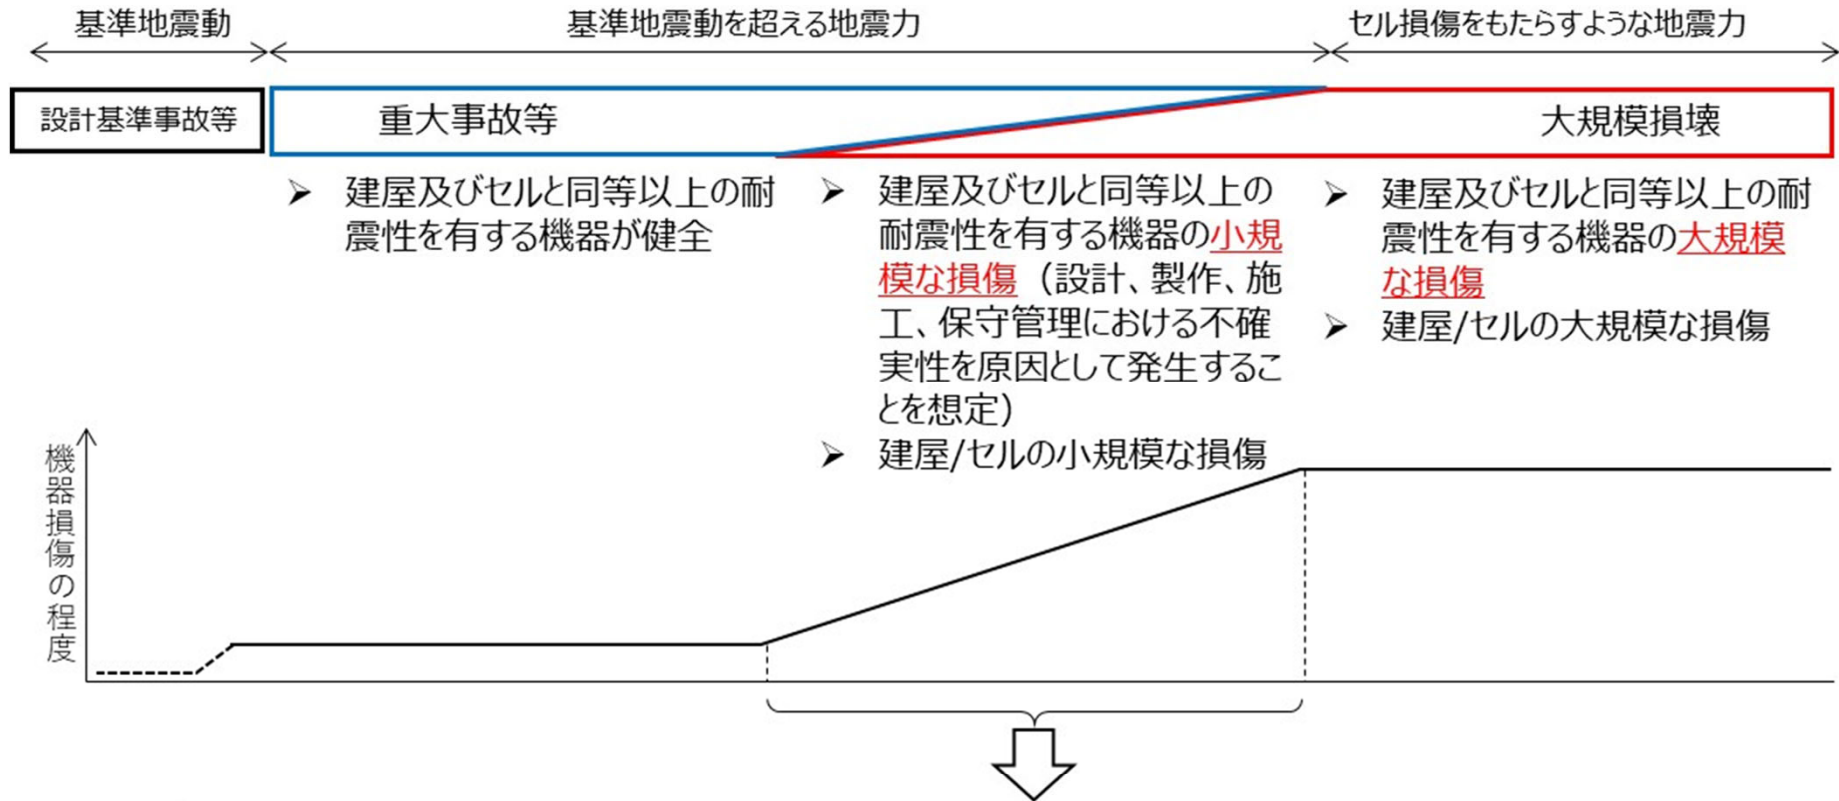 基準地震動
基準地震動を超える地震力
セル損傷をもたらすような地震力
設計基準事故等
重大事故等
大規模損壊
➢ 建屋及びセルと同等以上の耐
震性を有する機器が健全
➢ 建屋及びセルと同等以上の
耐震性を有する機器の小規
模な損傷（設計、製作、施
工、保守管理における不確
実性を原因として発生するこ
とを想定）
➢ 建屋/セルの小規模な損傷
➢ 建屋及びセルと同等以上の耐
震性を有する機器の大規模
な損傷
➢ 建屋/セルの大規模な損傷
機器損傷の程度